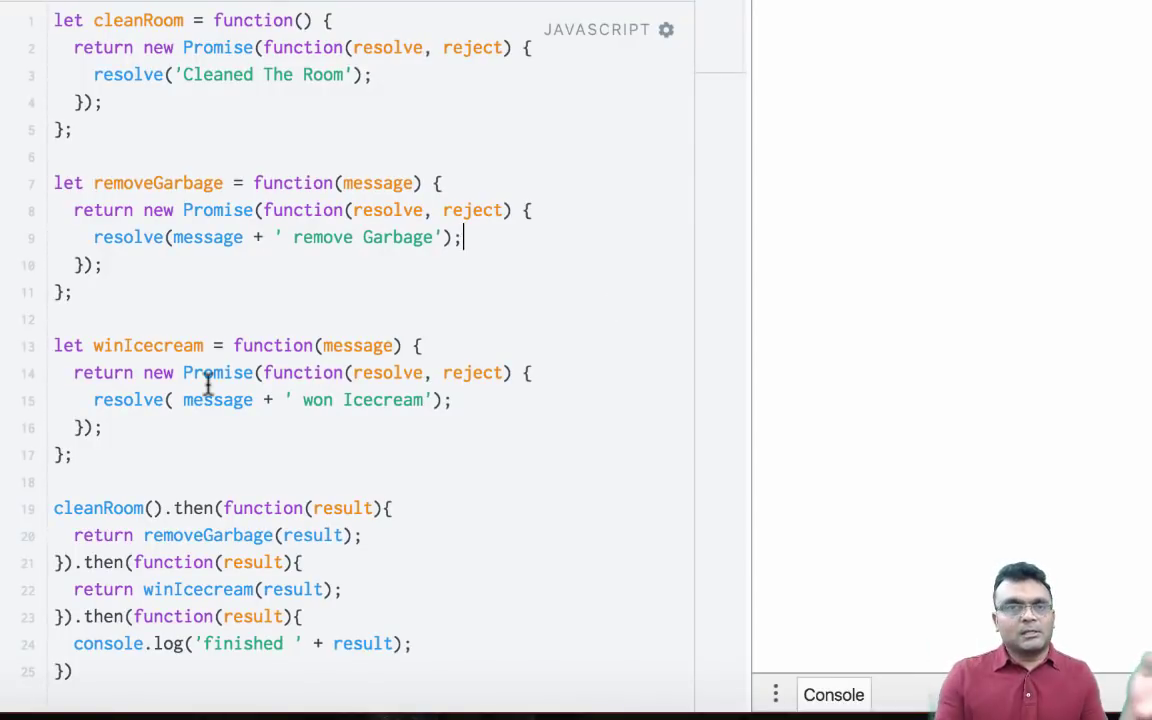 JAVASCRIPT
1 let cleanRoom = function() {
2 return new Promise(function(resolve, reject) {
3 resolve('Cleaned The Room');
4 });
5 };
6
7 let removeGarbage = function(message) {
8 return new Promise(function(resolve, reject) {
9 resolve(message + ' remove Garbage');
10 });
11 };
12
13 let winIcecream = function(message) {
14 return new Promise(function(resolve, reject) {
15 resolve( message + ' won Icecream');
16 });
17 };
18
19 cleanRoom().then(function(result){
20 return removeGarbage(result);
21 }).then(function(result){
22 return winIcecream(result);
23 }).then(function(result){
24 console.log('finished ' + result);
25 })
Console